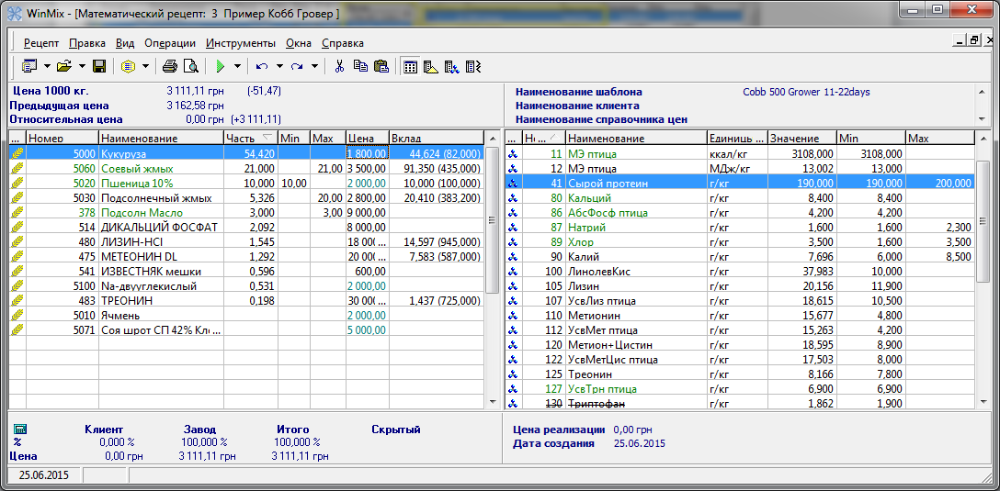 WinMix - [Математический рецепт: 3 Пример Кобб Гровер ]
Рецепт Правка Вид Операции Инструменты Окна Справка
Цена 1000 кг. 3 111,11 грн (-51,47)
Предыдущая цена 3 162,58 грн
Относительная цена 0,00 грн (+3 111,11)
Наименование шаблона Cobb 500 Grower 11-22days
Наименование клиента
Наименование справочника цен
... Номер Наименование Часть Min Max Цена Вклад
5000 Кукуруза 54,420 1 800,00 44,624 (82,000)
5060 Соевый жмых 21,000 21,00 3 500,00 91,350 (435,000)
5020 Пшеница 10% 10,000 10,00 2 000,00 10,000 (100,000)
5030 Подсолнечный жмых 5,326 20,00 2 800,00 20,410 (383,200)
378 Подсолн Масло 3,000 3,00 9 000,00
514 ДИКАЛЬЦИЙ ФОСФАТ 2,092 8 000,00
480 ЛИЗИН-HCl 1,545 18 000 ... 14,597 (945,000)
475 МЕТЕОНИН DL 1,292 20 000 ... 7,583 (587,000)
541 ИЗВЕСТНЯК мешки 0,596 600,00
5100 Na-двууглекислый 0,531 2 000,00
483 ТРЕОНИН 0,198 30 000 ... 1,437 (725,000)
5010 Ячмень 2 000,00
5071 Соя шрот СП 42% Кл ... 5 000,00
... Наименование Единиць ... Значение Min Max
11 МЭ птица ккал/кг 3108,000 3108,000
12 МЭ птица МДж/кг 13,002 13,000
41 Сырой протеин г/кг 190,000 190,000 200,000
80 Кальций г/кг 8,400 8,400
86 АбсФосф птица г/кг 4,200 4,200
87 Натрий г/кг 1,600 1,600 2,300
89 Хлор г/кг 3,500 1,600 3,500
90 Калий г/кг 7,696 6,000 8,500
100 ЛинолевКис г/кг 37,983 10,000
105 Лизин г/кг 20,156 11,900
107 УсвЛиз птица г/кг 18,615 10,500
110 Метионин г/кг 15,677 4,800
112 УсвМет птица г/кг 15,263 4,200
120 Метион+Цистин г/кг 18,595 8,900
122 УсвМетЦис птица г/кг 17,503 8,000
125 Треонин г/кг 8,166 7,800
127 УсвТрн птица г/кг 6,900 6,900
130 Триптофан г/кг 1,862 1,900
Клиент Завод Итого Скрытый
% 0,000 % 100,000 % 100,000 %
Цена 0,00 грн 3 111,11 грн 3 111,11 грн
Цена реализации 0,00 грн
Дата создания 25.06.2015
25.06.2015